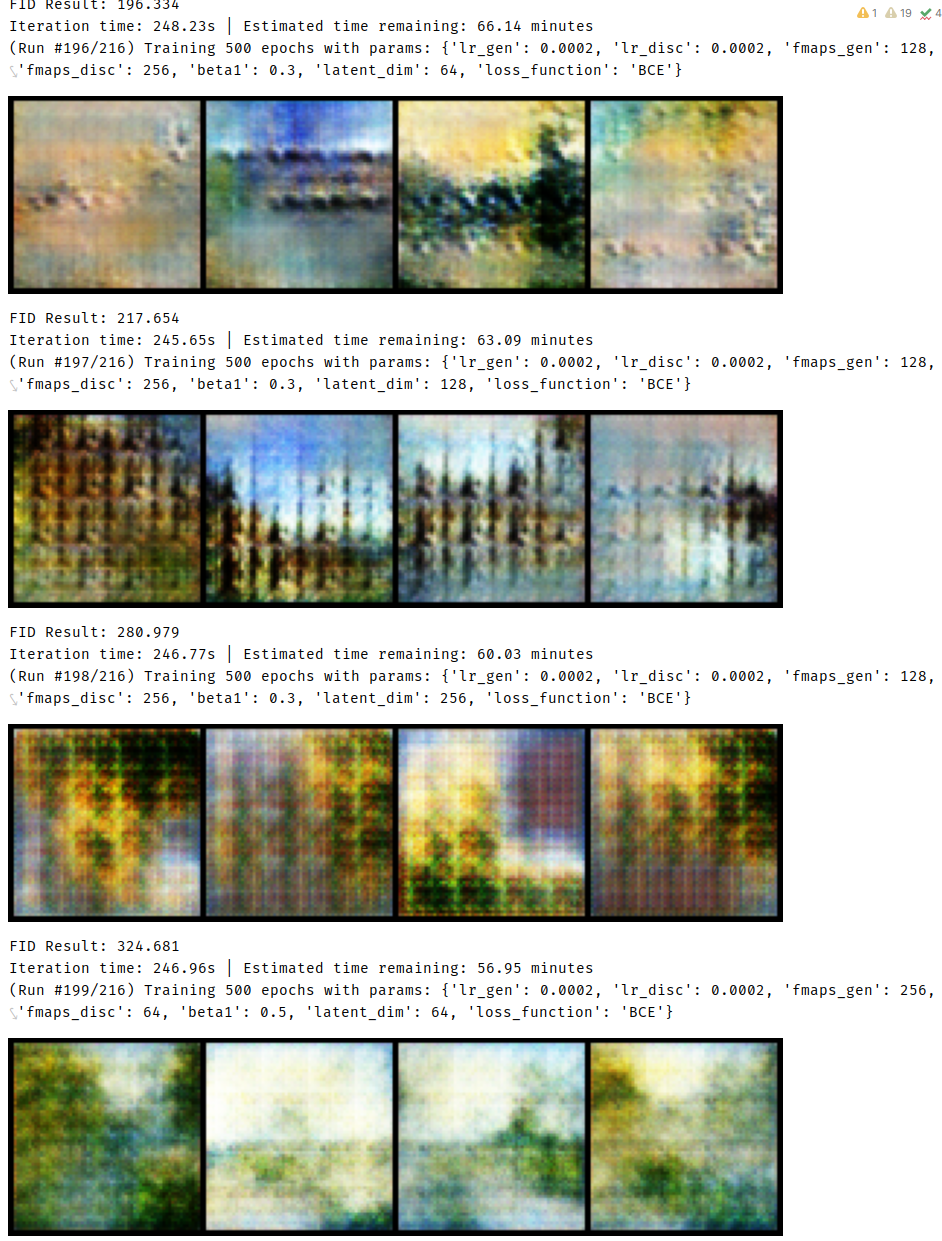 FID Result: 196.334
1 19 4
Iteration time: 248.23s | Estimated time remaining: 66.14 minutes
(Run #196/216) Training 500 epochs with params: {'lr_gen': 0.0002, 'lr_disc': 0.0002, 'fmaps_gen': 128,
'fmaps_disc': 256, 'beta1': 0.3, 'latent_dim': 64, 'loss_function': 'BCE'}
FID Result: 217.654
Iteration time: 245.65s | Estimated time remaining: 63.09 minutes
(Run #197/216) Training 500 epochs with params: {'lr_gen': 0.0002, 'lr_disc': 0.0002, 'fmaps_gen': 128,
'fmaps_disc': 256, 'beta1': 0.3, 'latent_dim': 128, 'loss_function': 'BCE'}
FID Result: 280.979
Iteration time: 246.77s | Estimated time remaining: 60.03 minutes
(Run #198/216) Training 500 epochs with params: {'lr_gen': 0.0002, 'lr_disc': 0.0002, 'fmaps_gen': 128,
'fmaps_disc': 256, 'beta1': 0.3, 'latent_dim': 256, 'loss_function': 'BCE'}
FID Result: 324.681
Iteration time: 246.96s | Estimated time remaining: 56.95 minutes
(Run #199/216) Training 500 epochs with params: {'lr_gen': 0.0002, 'lr_disc': 0.0002, 'fmaps_gen': 256,
'fmaps_disc': 64, 'beta1': 0.5, 'latent_dim': 64, 'loss_function': 'BCE'}